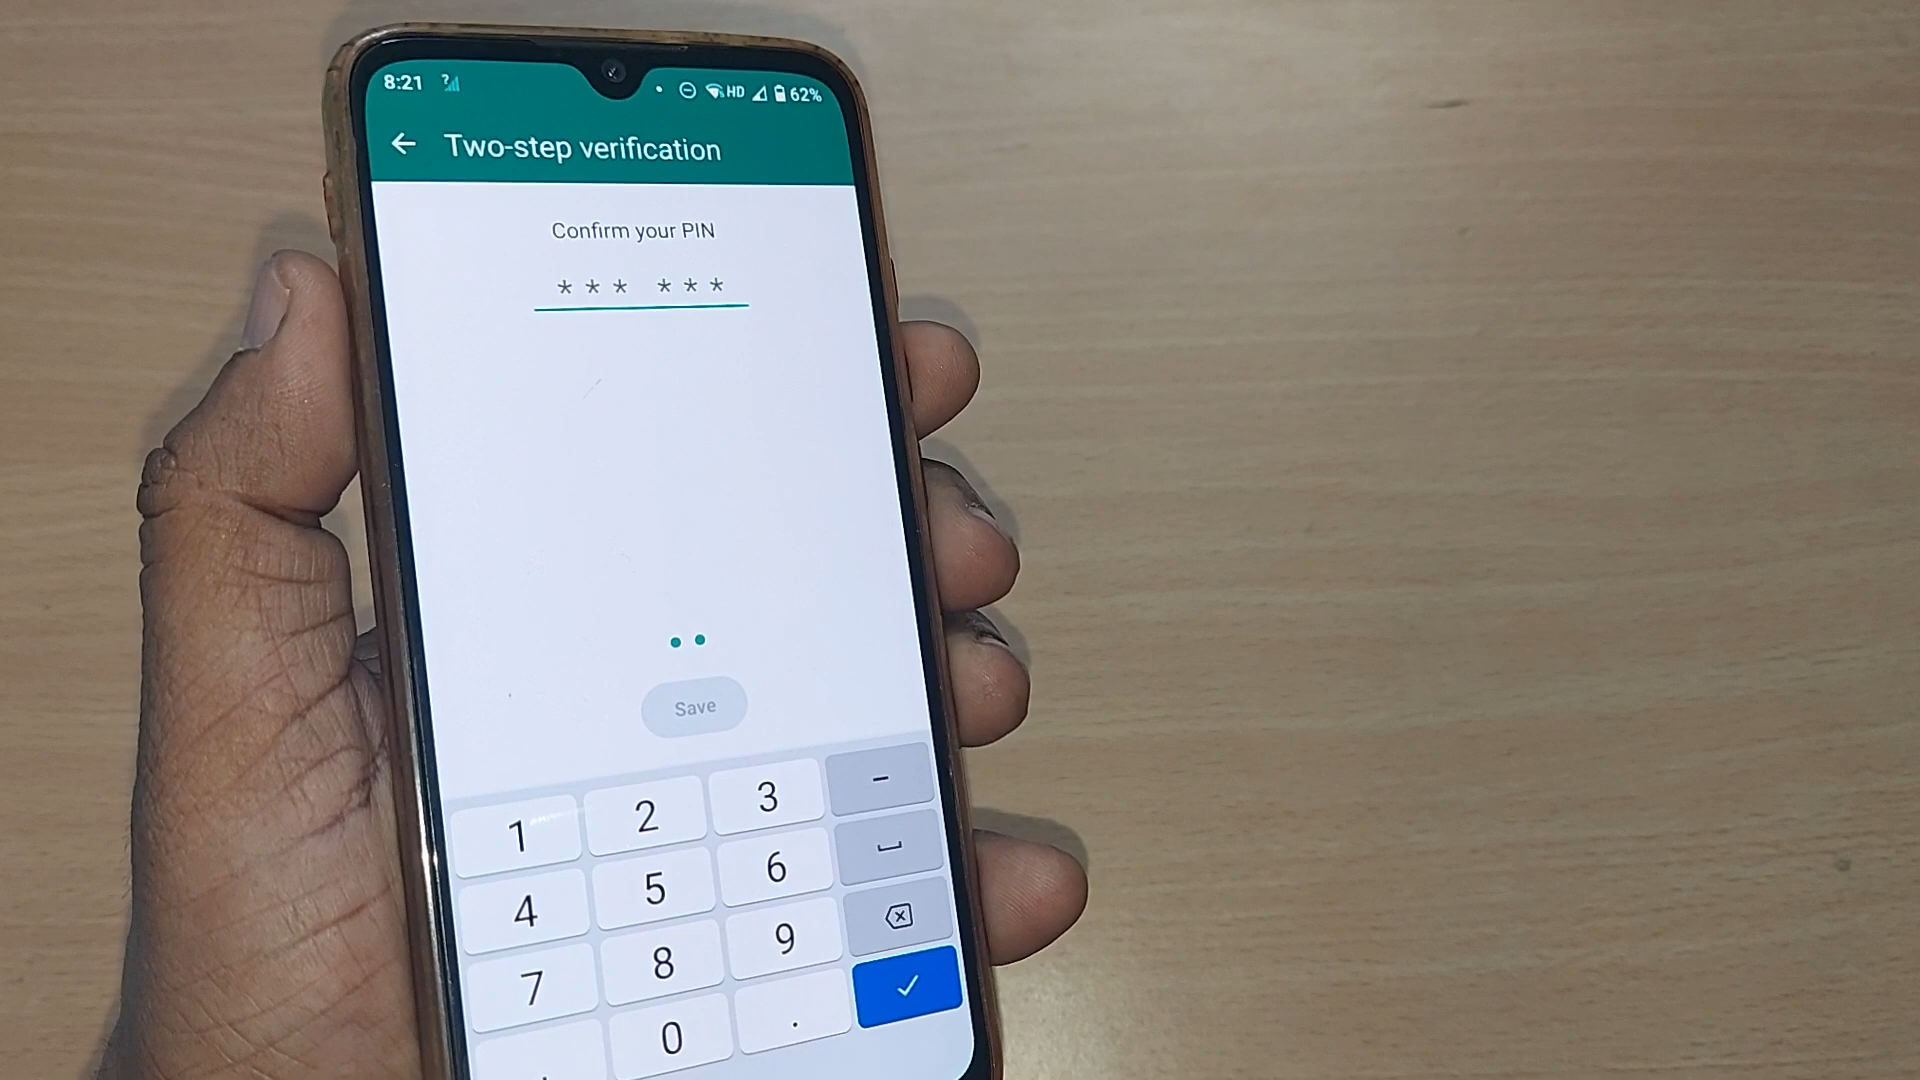 8:21 ? HD 62%
Two-step verification
Confirm your PIN
*** ***
Save
1 2 3 -
4 5 6
7 8 9
0 .